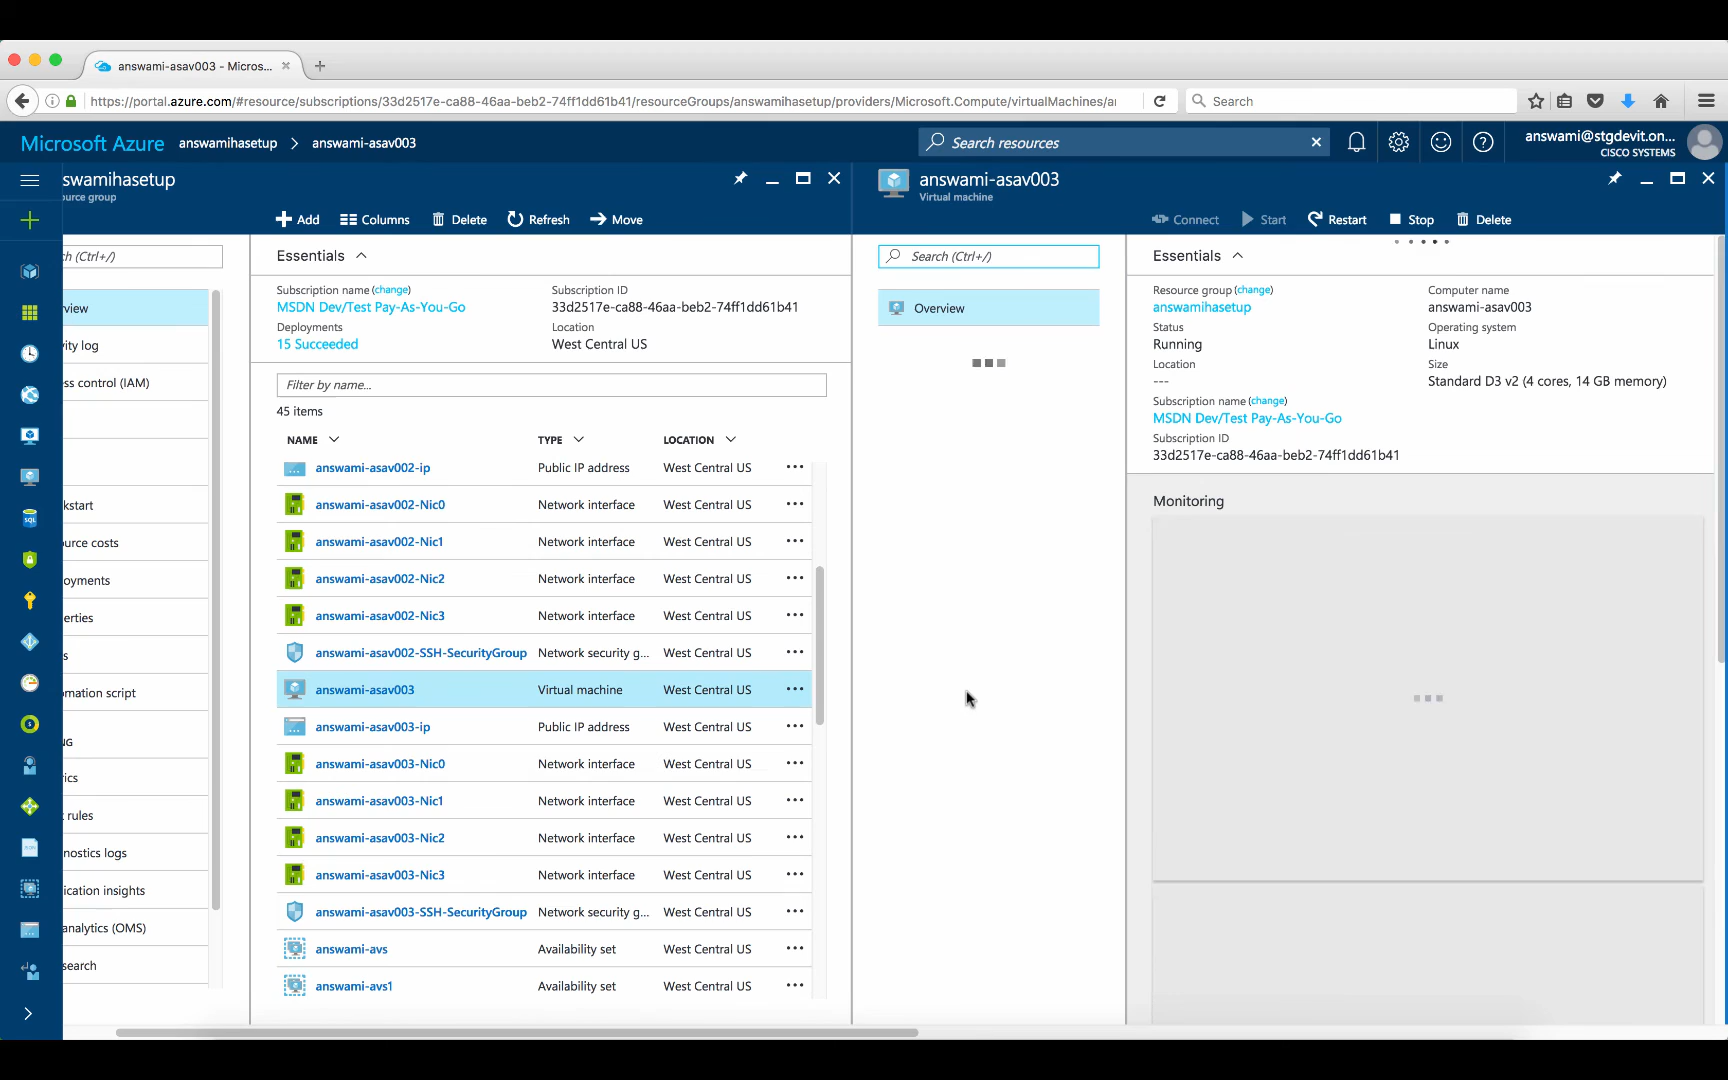 answami-asav003 - Micros...
https://portal.azure.com/#resource/subscriptions/33d2517e-ca88-46aa-beb2-74ff1dd61b41/resourceGroups/answamihasetup/providers/Microsoft.Compute/virtualMachines/ar
Search
Microsoft Azure answamihasetup > answami-asav003
Search resources
answami@stgdevit.on...
CISCO SYSTEMS
swamihasetup
ource group
Add Columns Delete Refresh Move
ch (Ctrl+/)
rview
vity log
ess control (IAM)
s
kstart
ource costs
oyments
erties
s
mation script
NG
rics
t rules
nostics logs
ication insights
analytics (OMS)
search
Essentials
Subscription name (change)
MSDN Dev/Test Pay-As-You-Go
Deployments
15 Succeeded
Subscription ID
33d2517e-ca88-46aa-beb2-74ff1dd61b41
Location
West Central US
Filter by name...
45 items
NAME TYPE LOCATION
answami-asav002-ip Public IP address West Central US ...
answami-asav002-Nic0 Network interface West Central US ...
answami-asav002-Nic1 Network interface West Central US ...
answami-asav002-Nic2 Network interface West Central US ...
answami-asav002-Nic3 Network interface West Central US ...
answami-asav002-SSH-SecurityGroup Network security g... West Central US ...
answami-asav003 Virtual machine West Central US ...
answami-asav003-ip Public IP address West Central US ...
answami-asav003-Nic0 Network interface West Central US ...
answami-asav003-Nic1 Network interface West Central US ...
answami-asav003-Nic2 Network interface West Central US ...
answami-asav003-Nic3 Network interface West Central US ...
answami-asav003-SSH-SecurityGroup Network security g... West Central US ...
answami-avs Availability set West Central US ...
answami-avs1 Availability set West Central US ...
answami-asav003
Virtual machine
Connect Start Restart Stop Delete
Search (Ctrl+/)
Overview
Essentials
Resource group (change)
answamihasetup
Status
Running
Location
---
Subscription name (change)
MSDN Dev/Test Pay-As-You-Go
Subscription ID
33d2517e-ca88-46aa-beb2-74ff1dd61b41
Computer name
answami-asav003
Operating system
Linux
Size
Standard D3 v2 (4 cores, 14 GB memory)
Monitoring